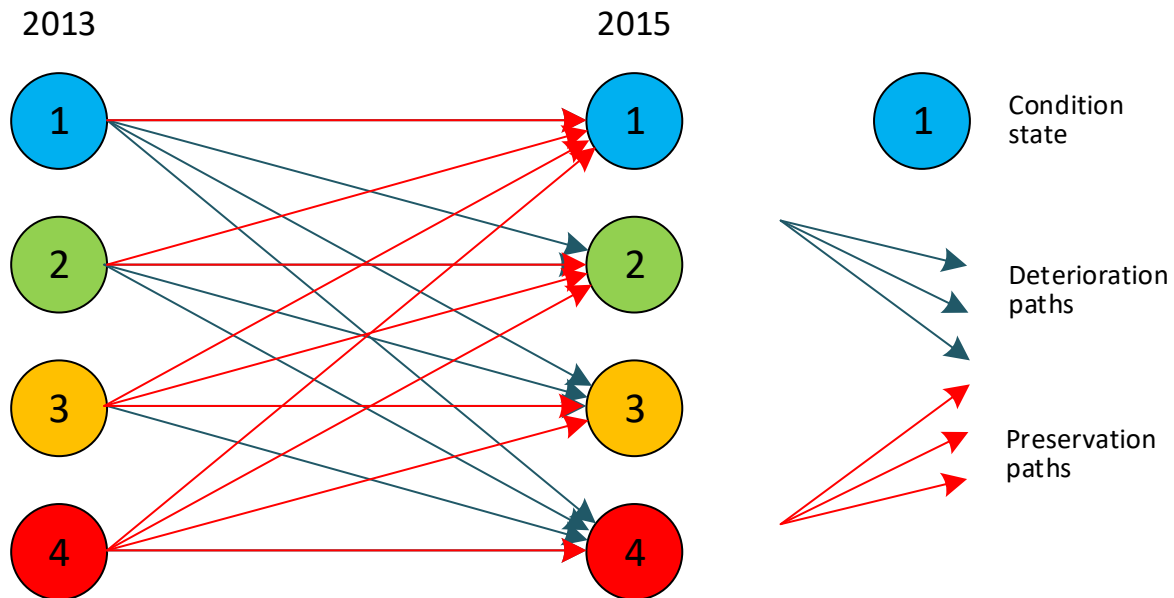 2013
2015
1
1
1
Condition
state
2
2
Deterioration
paths
3
3
Preservation
paths
4
4